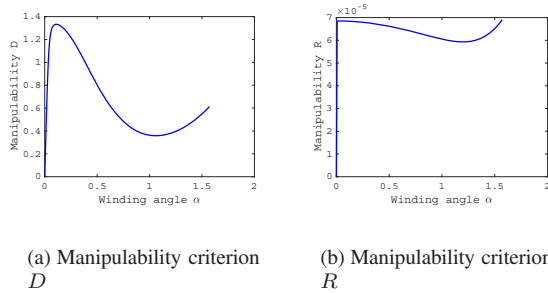 1.4
1.2
1
0.8
0.6
0.4
0.2
0
0 0.5 1 1.5 2
Manipulability D
Winding angle α
(a) Manipulability criterion
D
×10⁻⁵
7
6
5
4
3
2
1
0
0 0.5 1 1.5 2
Manipulability R
Winding angle α
(b) Manipulability criterion
R